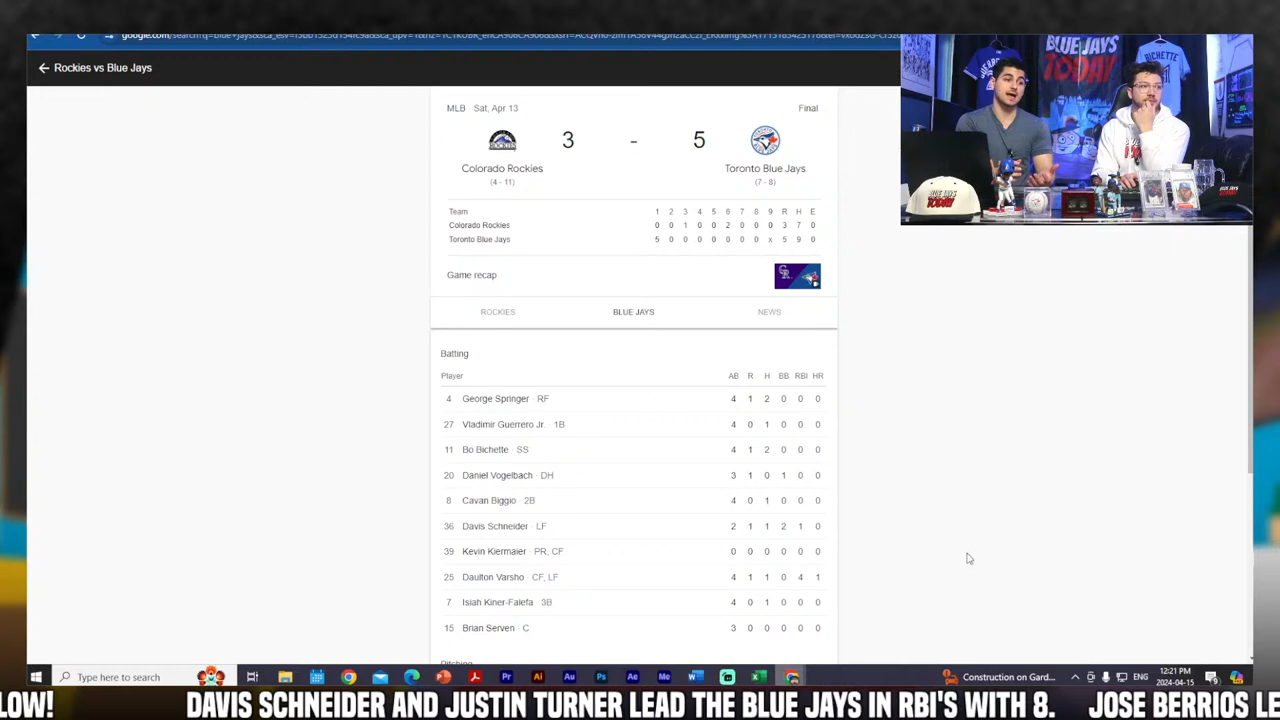 Rockies vs Blue Jays
MLB · Sat, Apr 13
Final
3 - 5
Colorado Rockies
(4 - 11)
Toronto Blue Jays
(7 - 8)
Team 1 2 3 4 5 6 7 8 9 R H E
Colorado Rockies 0 0 1 0 0 2 0 0 0 3 7 0
Toronto Blue Jays 5 0 0 0 0 0 0 0 x 5 9 0
Game recap
ROCKIES BLUE JAYS NEWS
Batting
Player AB R H BB RBI HR
4 George Springer · RF 4 1 2 0 0 0
27 Vladimir Guerrero Jr. · 1B 4 0 1 0 0 0
11 Bo Bichette · SS 4 1 2 0 0 0
20 Daniel Vogelbach · DH 3 1 0 1 0 0
8 Cavan Biggio · 2B 4 0 1 0 0 0
36 Davis Schneider · LF 2 1 1 2 1 0
39 Kevin Kiermaier · PR, CF 0 0 0 0 0 0
25 Daulton Varsho · CF, LF 4 1 1 0 4 1
7 Isiah Kiner-Falefa · 3B 4 0 1 0 0 0
15 Brian Serven · C 3 0 0 0 0 0
BLUE JAYS
TODAY
BICHETTE
BLUE JAYS
TODAY
Type here to search
Construction on Gard...
ENG
12:21 PM
2024-04-15
LOW! DAVIS SCHNEIDER AND JUSTIN TURNER LEAD THE BLUE JAYS IN RBI'S WITH 8. JOSE BERRIOS LE